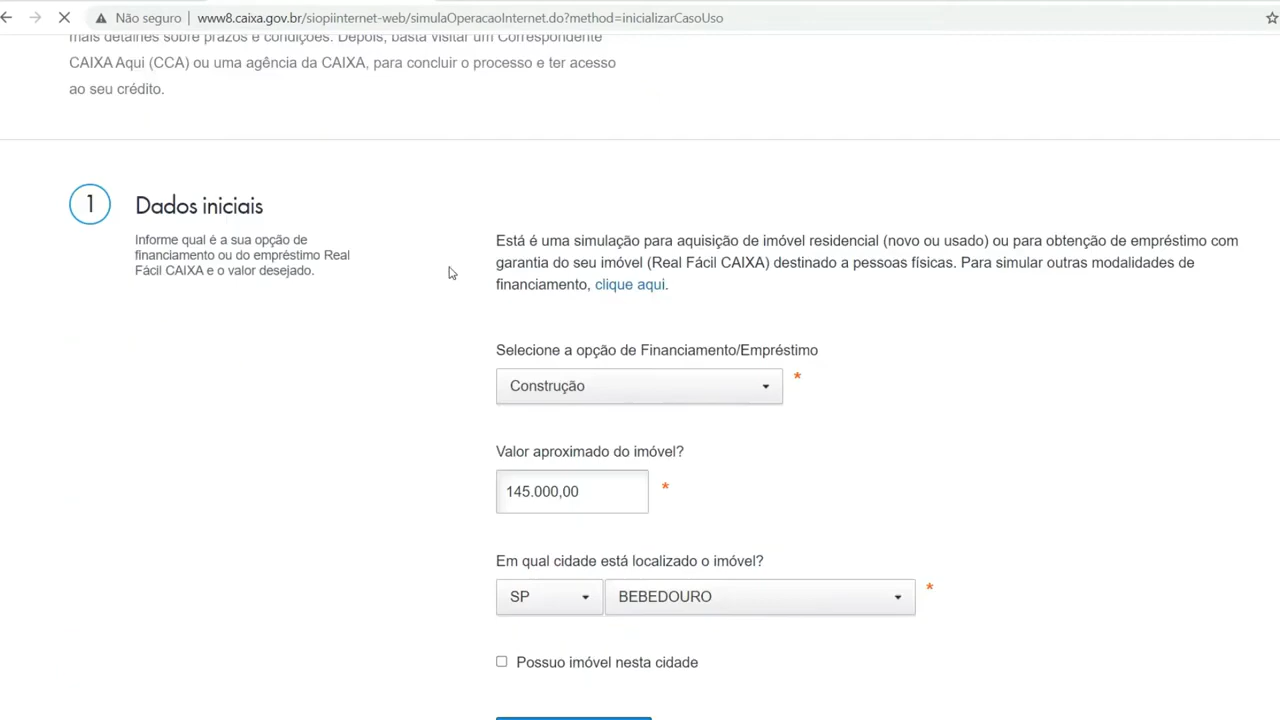 Não seguro | www8.caixa.gov.br/siopiinternet-web/simulaOperacaoInternet.do?method=inicializarCasoUso
mais detalhes sobre prazos e condições. Depois, basta visitar um Correspondente
CAIXA Aqui (CCA) ou uma agência da CAIXA, para concluir o processo e ter acesso
ao seu crédito.
1
Dados iniciais
Informe qual é a sua opção de
financiamento ou do empréstimo Real
Fácil CAIXA e o valor desejado.
Está é uma simulação para aquisição de imóvel residencial (novo ou usado) ou para obtenção de empréstimo com
garantia do seu imóvel (Real Fácil CAIXA) destinado a pessoas físicas. Para simular outras modalidades de
financiamento, clique aqui.
Selecione a opção de Financiamento/Empréstimo
Construção *
Valor aproximado do imóvel?
145.000,00 *
Em qual cidade está localizado o imóvel?
SP BEBEDOURO *
Possuo imóvel nesta cidade